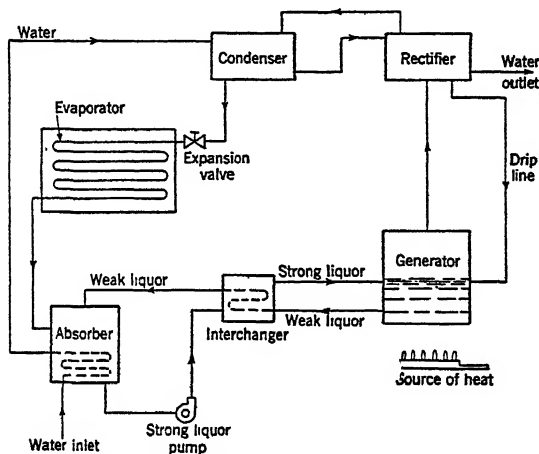 Water
Condenser
Rectifier
Water
outlet
Evaporator
Expansion
valve
Drip
line
Generator
Strong liquor
Weak liquor
Absorber
Interchanger
Weak liquor
Source of heat
Water inlet
Strong liquor
pump